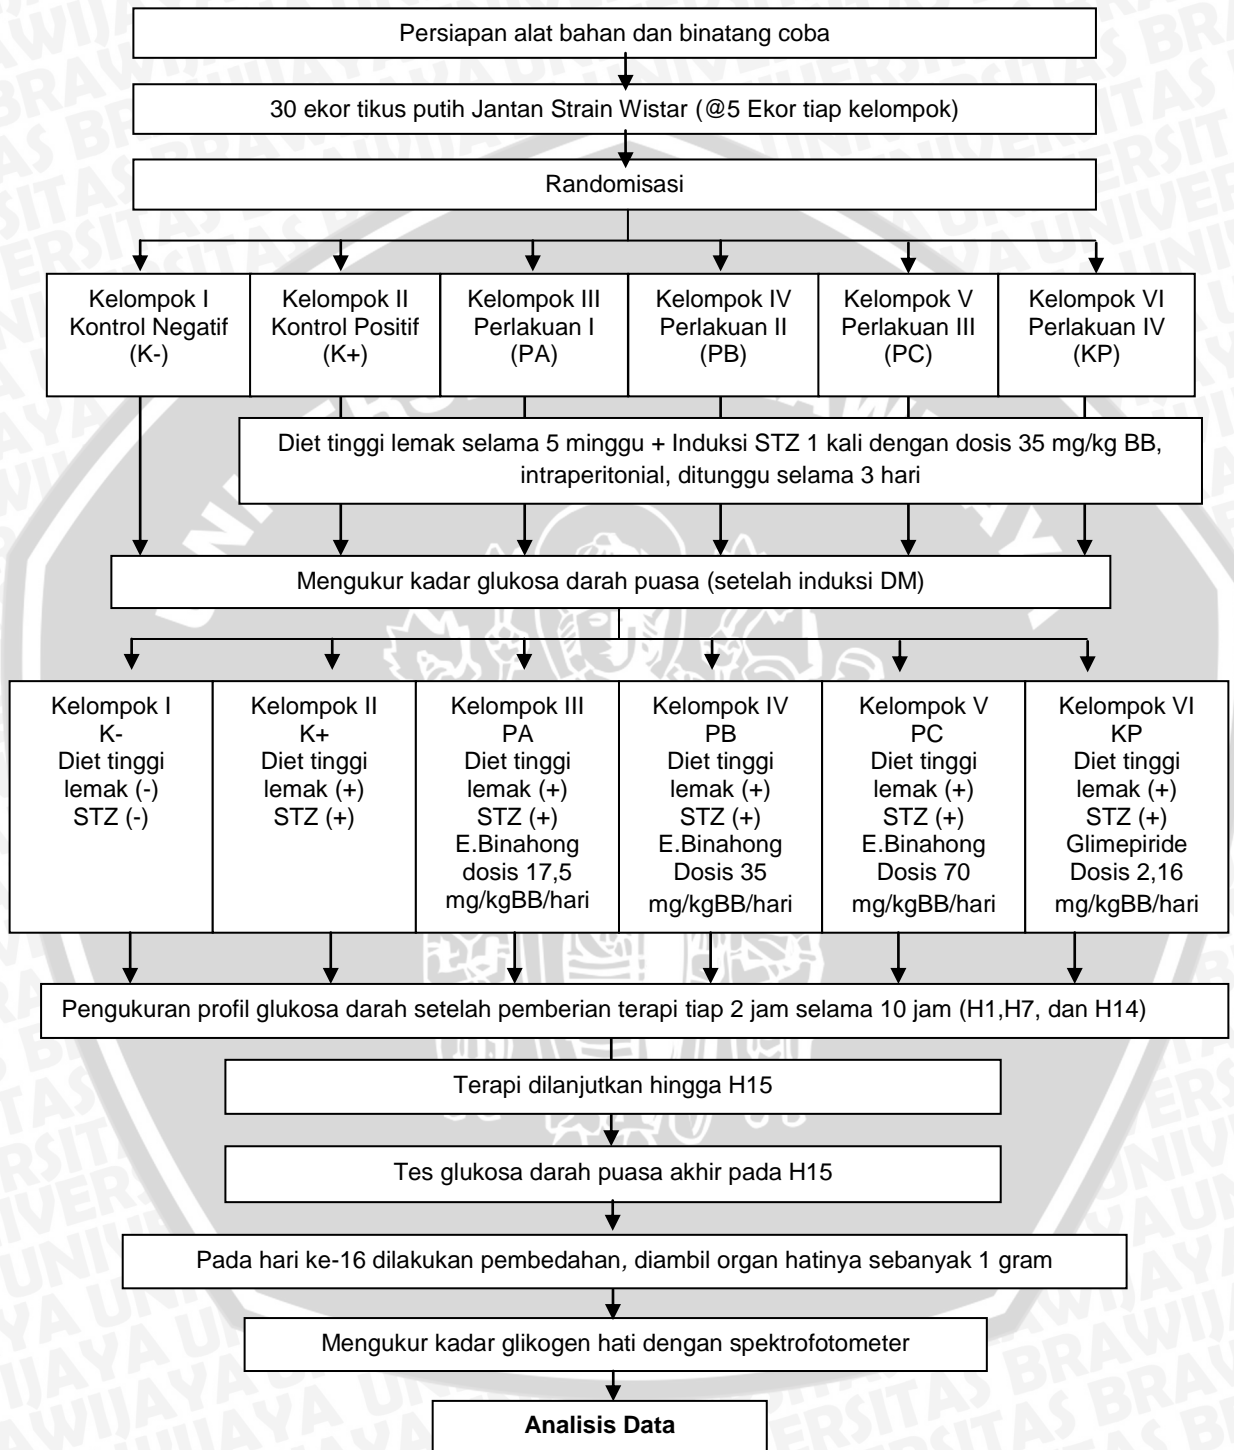 Persiapan alat bahan dan binatang coba
30 ekor tikus putih Jantan Strain Wistar (@5 Ekor tiap kelompok)
Randomisasi
Kelompok I
Kontrol Negatif
(K-)
Kelompok II
Kontrol Positif
(K+)
Kelompok III
Perlakuan I
(PA)
Kelompok IV
Perlakuan II
(PB)
Kelompok V
Perlakuan III
(PC)
Kelompok VI
Perlakuan IV
(KP)
Diet tinggi lemak selama 5 minggu + Induksi STZ 1 kali dengan dosis 35 mg/kg BB,
intraperitonial, ditunggu selama 3 hari
Mengukur kadar glukosa darah puasa (setelah induksi DM)
Kelompok I
K-
Diet tinggi
lemak (-)
STZ (-)
Kelompok II
K+
Diet tinggi
lemak (+)
STZ (+)
Kelompok III
PA
Diet tinggi
lemak (+)
STZ (+)
E.Binahong
dosis 17,5
mg/kgBB/hari
Kelompok IV
PB
Diet tinggi
lemak (+)
STZ (+)
E.Binahong
Dosis 35
mg/kgBB/hari
Kelompok V
PC
Diet tinggi
lemak (+)
STZ (+)
E.Binahong
Dosis 70
mg/kgBB/hari
Kelompok VI
KP
Diet tinggi
lemak (+)
STZ (+)
Glimepiride
Dosis 2,16
mg/kgBB/hari
Pengukuran profil glukosa darah setelah pemberian terapi tiap 2 jam selama 10 jam (H1,H7, dan H14)
Terapi dilanjutkan hingga H15
Tes glukosa darah puasa akhir pada H15
Pada hari ke-16 dilakukan pembedahan, diambil organ hatinya sebanyak 1 gram
Mengukur kadar glikogen hati dengan spektrofotometer
Analisis Data